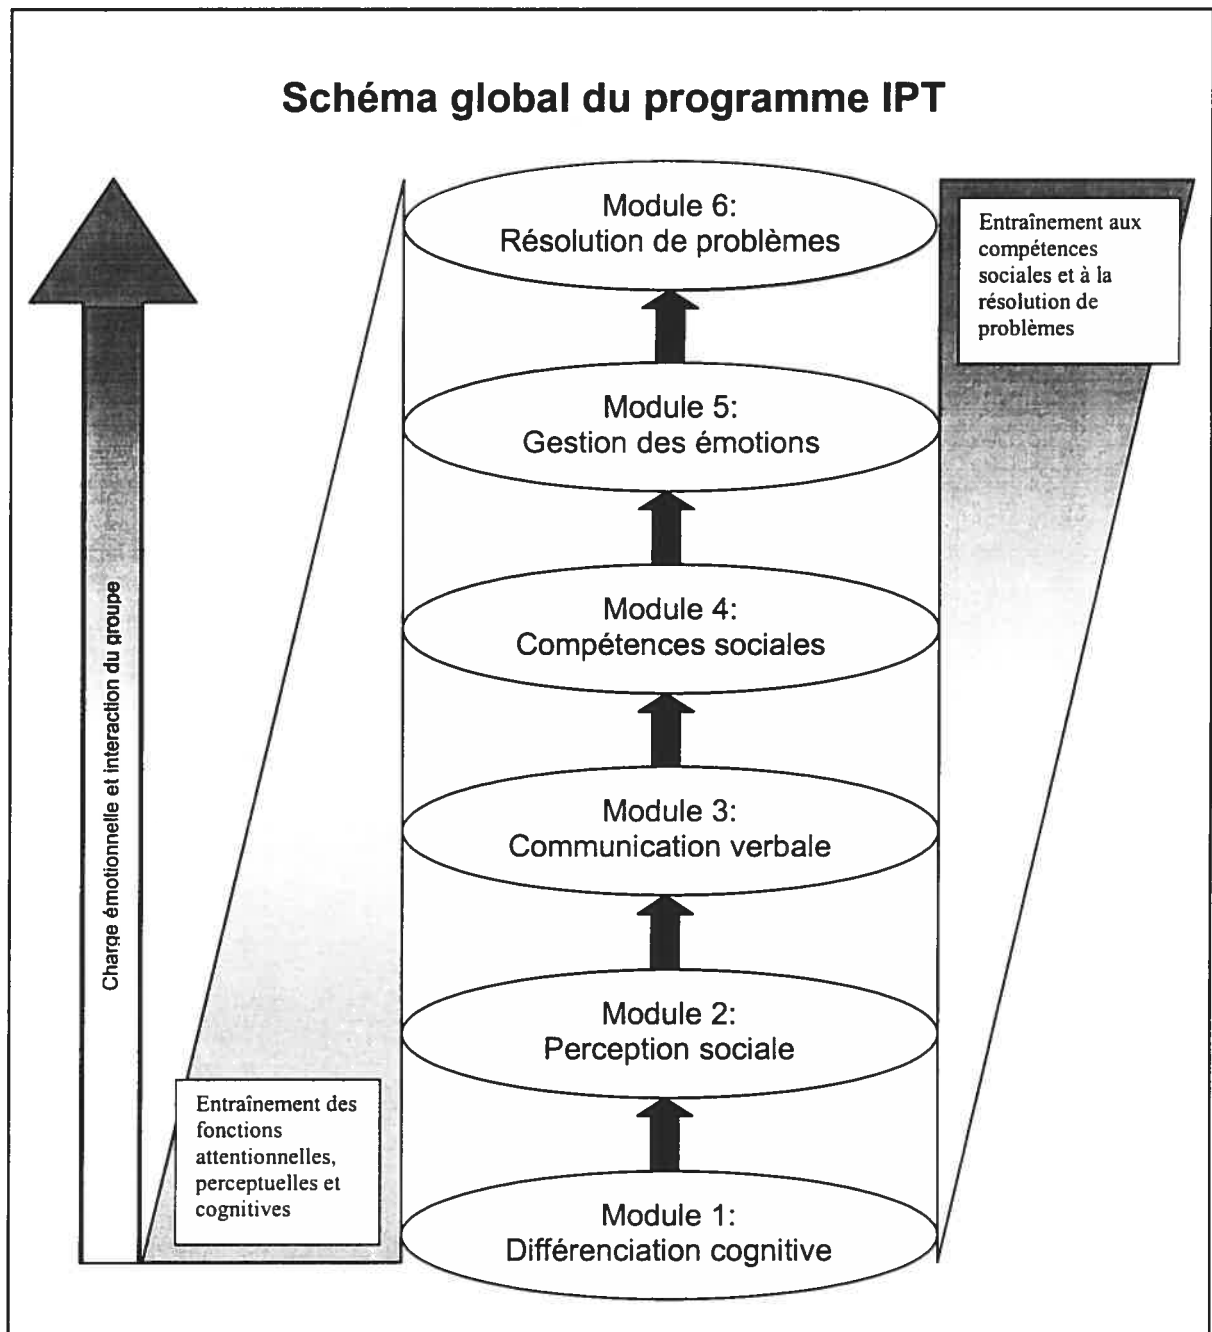 Schéma global du programme IPT
Module 6:
Résolution de problèmes
Entraînement aux
compétences
sociales et à la
résolution de
problèmes
Module 5:
Gestion des émotions
Module 4:
Compétences sociales
Charge émotionnelle et interaction du groupe
Module 3:
Communication verbale
Module 2:
Perception sociale
Entraînement des
fonctions
attentionnelles,
perceptuelles et
cognitives
Module 1:
Différenciation cognitive